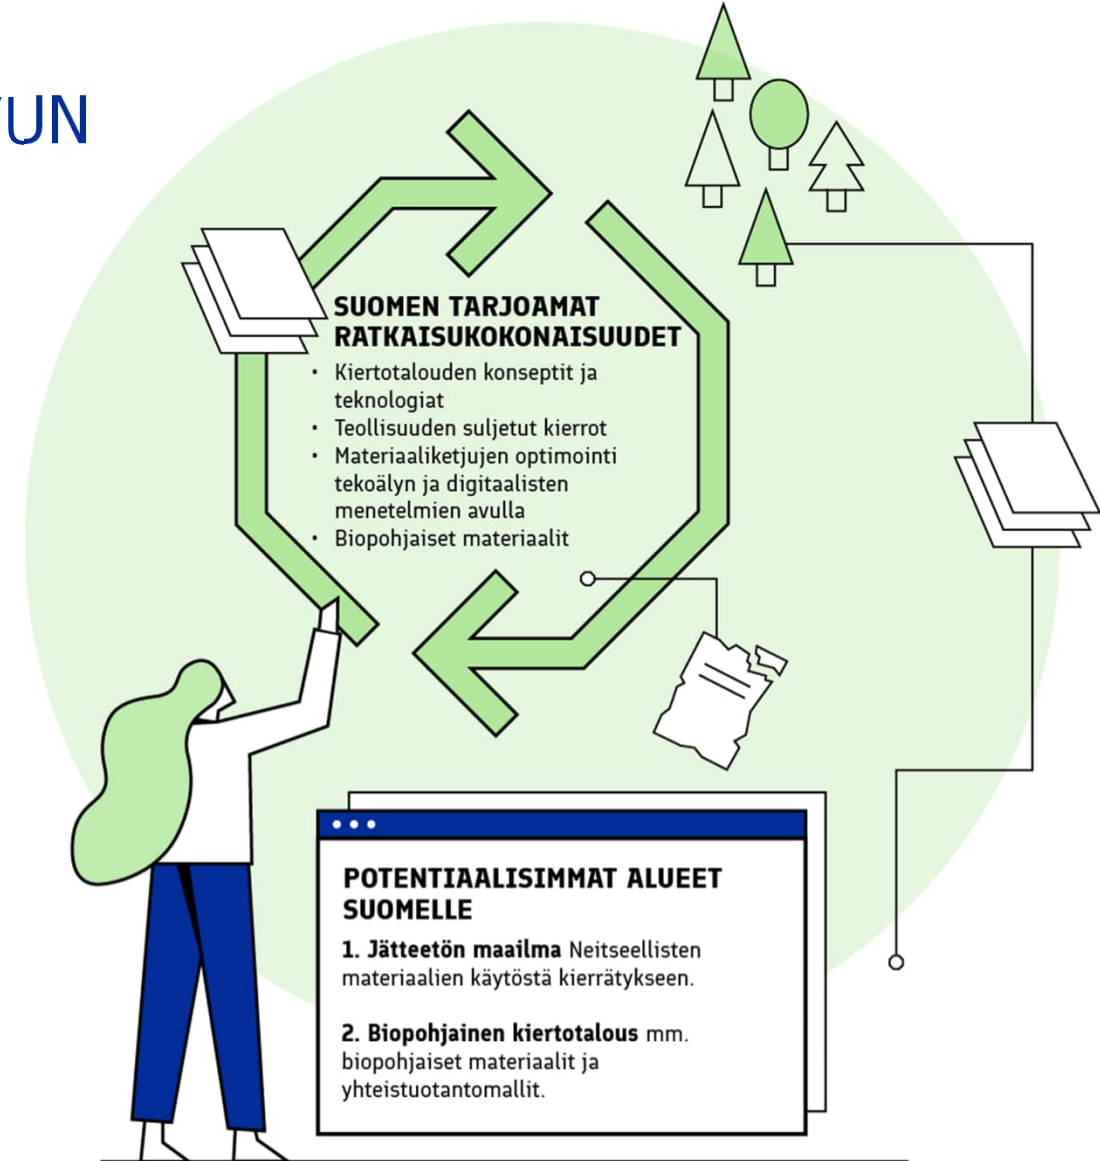 UN
SUOMEN TARJOAMAT
RATKAISUKOKONAISUUDET
• Kiertotalouden konseptit ja
teknologiat
• Teollisuuden suljetut kierrot
• Materiaaliketjujen optimointi
tekoälyn ja digitaalisten
menetelmien avulla
• Biopohjaiset materiaalit
POTENTIAALISIMMAT ALUEET
SUOMELLE
1. Jätteetön maailma Neitseellisten
materiaalien käytöstä kierrätykseen.
2. Biopohjainen kiertotalous mm.
biopohjaiset materiaalit ja
yhteistuotantomallit.